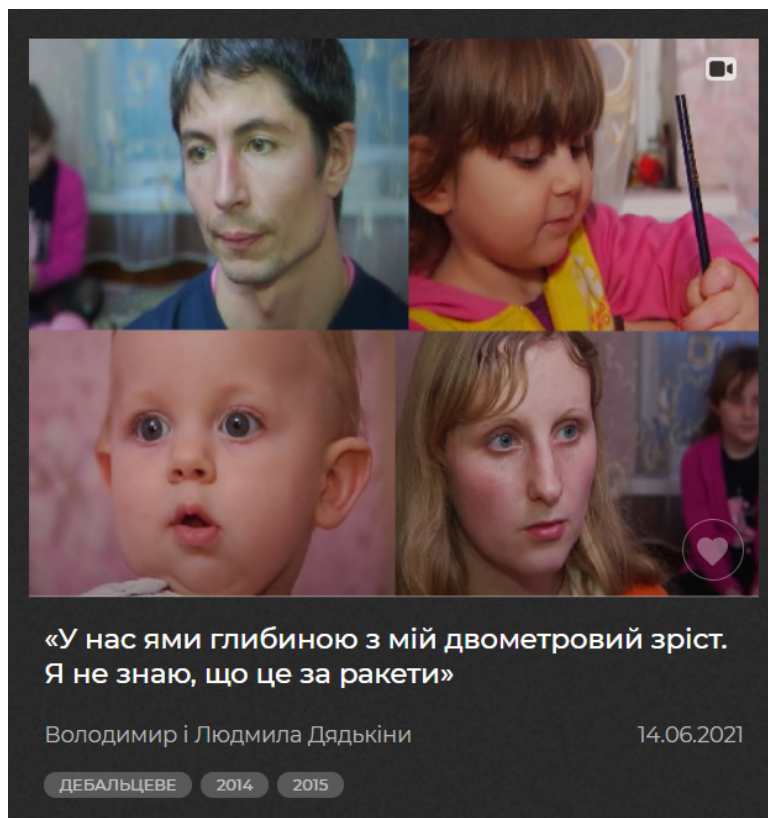 «У нас ями глибиною з мій двометровий зріст.
Я не знаю, що це за ракети»
Володимир і Людмила Дядькіни 14.06.2021
ДЕБАЛЬЦЕВЕ 2014 2015